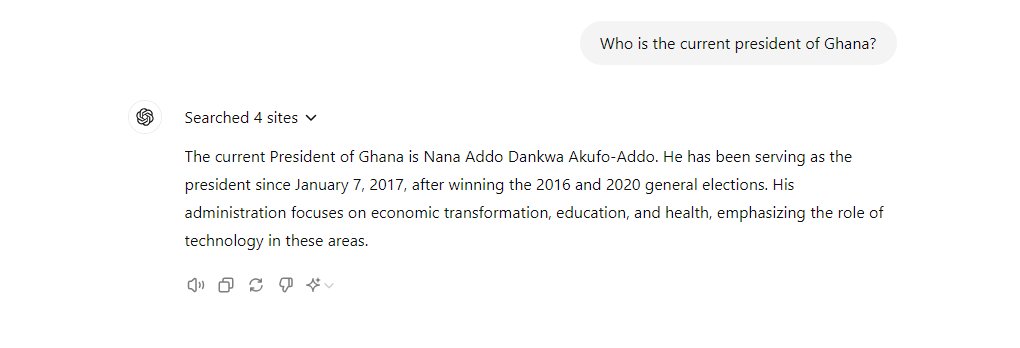 Who is the current president of Ghana?
Searched 4 sites
The current President of Ghana is Nana Addo Dankwa Akufo-Addo. He has been serving as the
president since January 7, 2017, after winning the 2016 and 2020 general elections. His
administration focuses on economic transformation, education, and health, emphasizing the role of
technology in these areas.